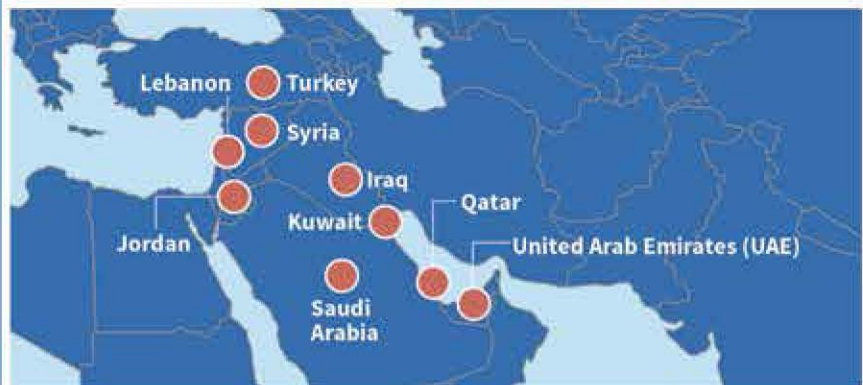 Lebanon
Turkey
Syria
Iraq
Qatar
Kuwait
Jordan
United Arab Emirates (UAE)
Saudi
Arabia